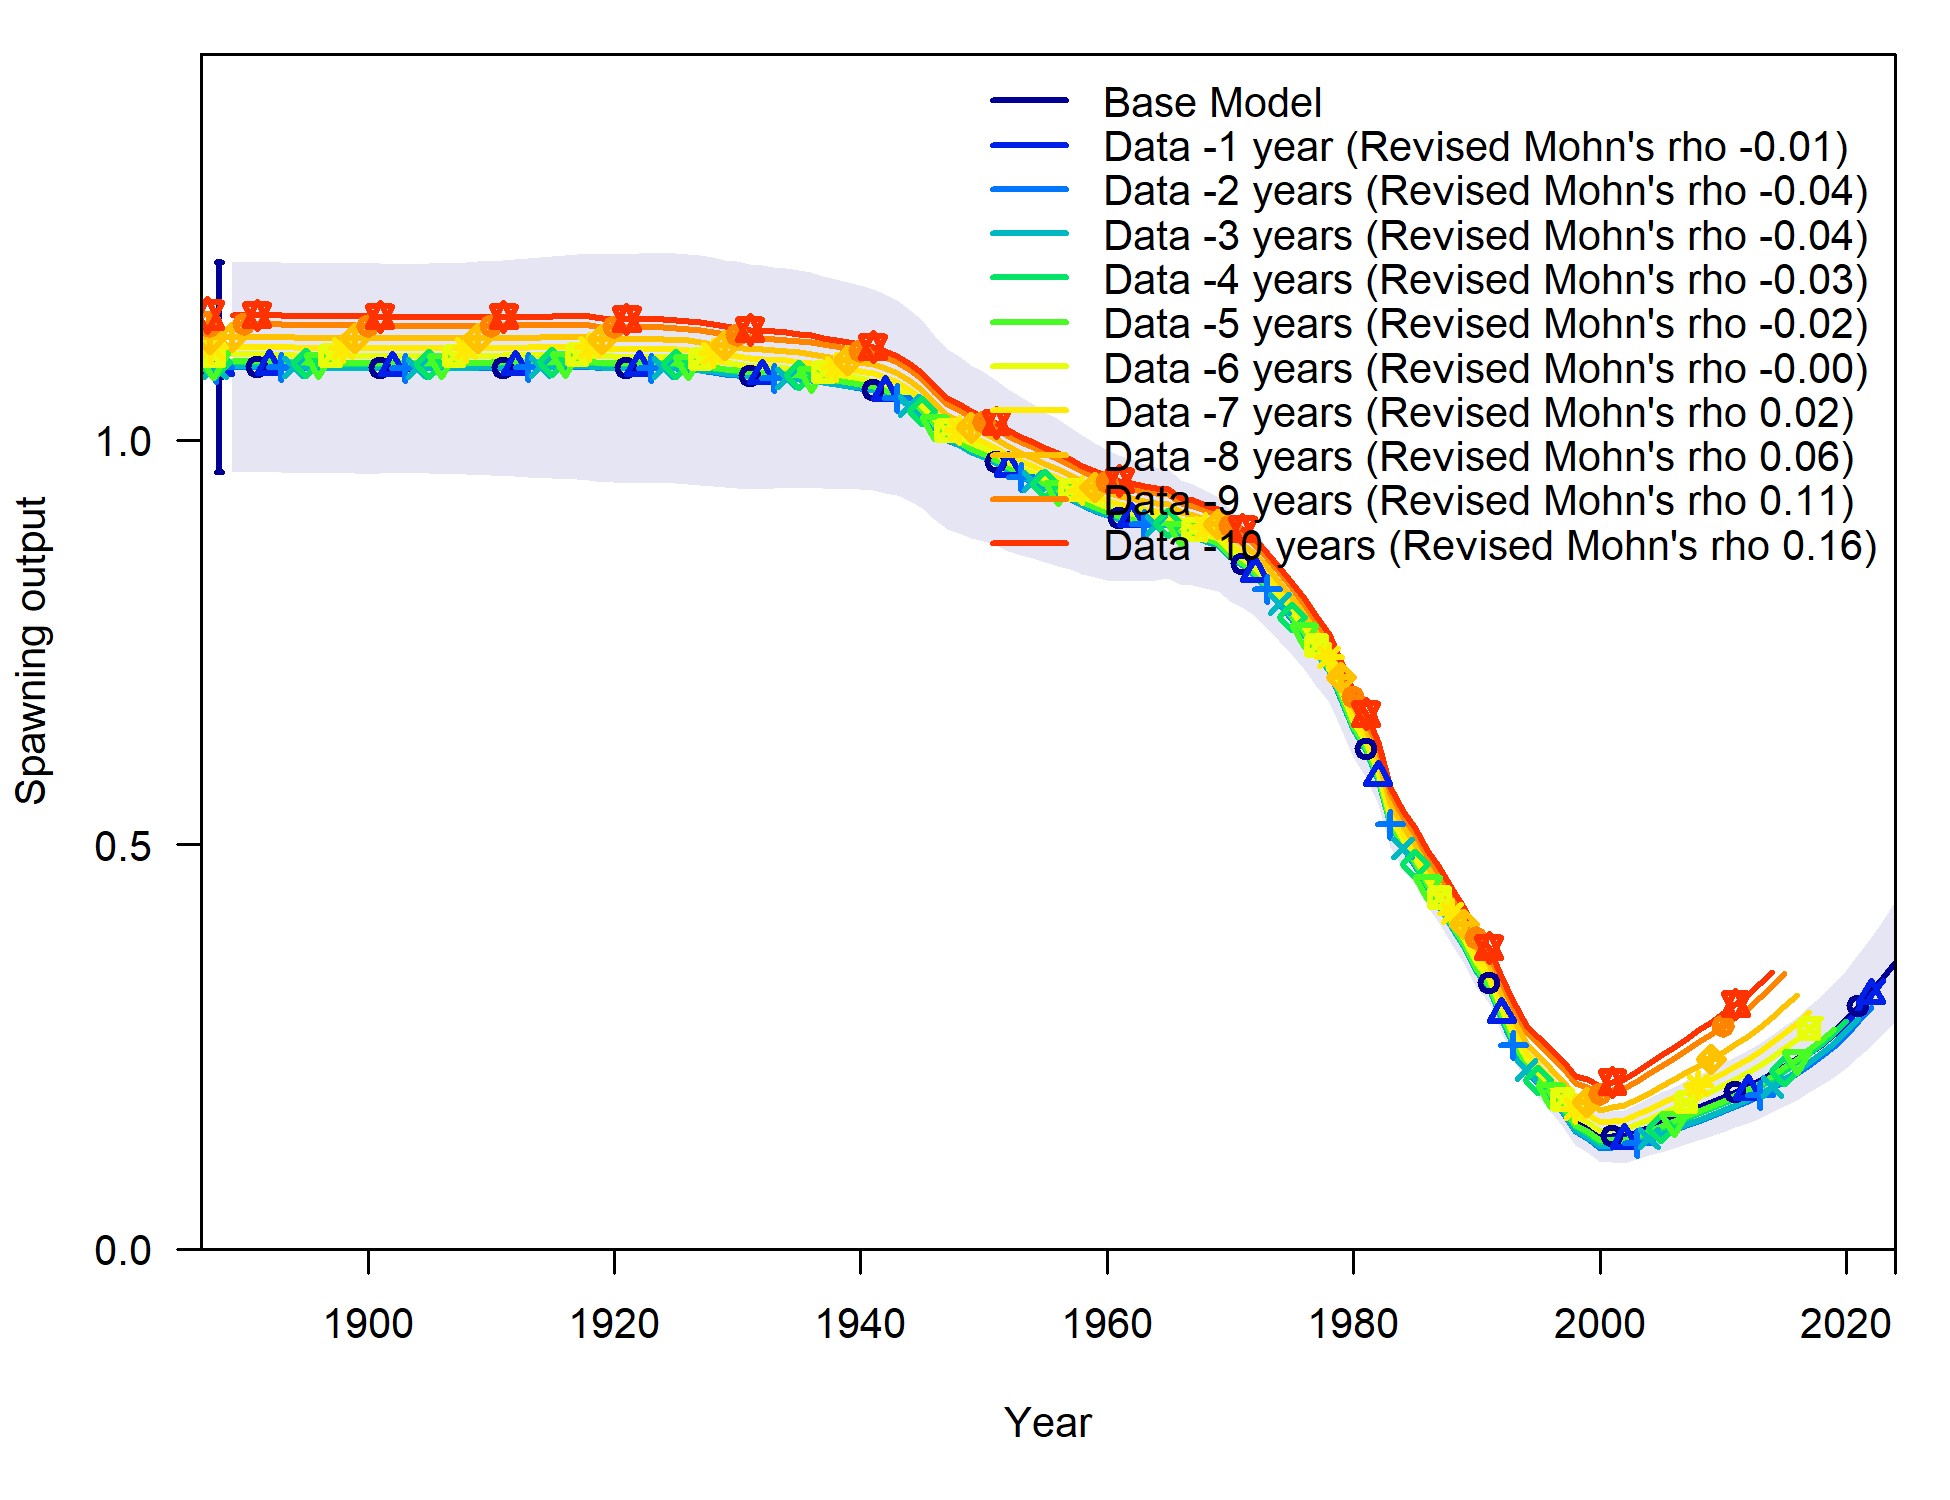 Base Model
Data -1 year (Revised Mohn's rho -0.01)
Data -2 years (Revised Mohn's rho -0.04)
Data -3 years (Revised Mohn's rho -0.04)
Data -4 years (Revised Mohn's rho -0.03)
Data -5 years (Revised Mohn's rho -0.02)
Data -6 years (Revised Mohn's rho -0.00)
Data -7 years (Revised Mohn's rho 0.02)
Data -8 years (Revised Mohn's rho 0.06)
Data -9 years (Revised Mohn's rho 0.11)
Data -10 years (Revised Mohn's rho 0.16)
Spawning output
1.0
0.5
0.0
1900 1920 1940 1960 1980 2000 2020
Year